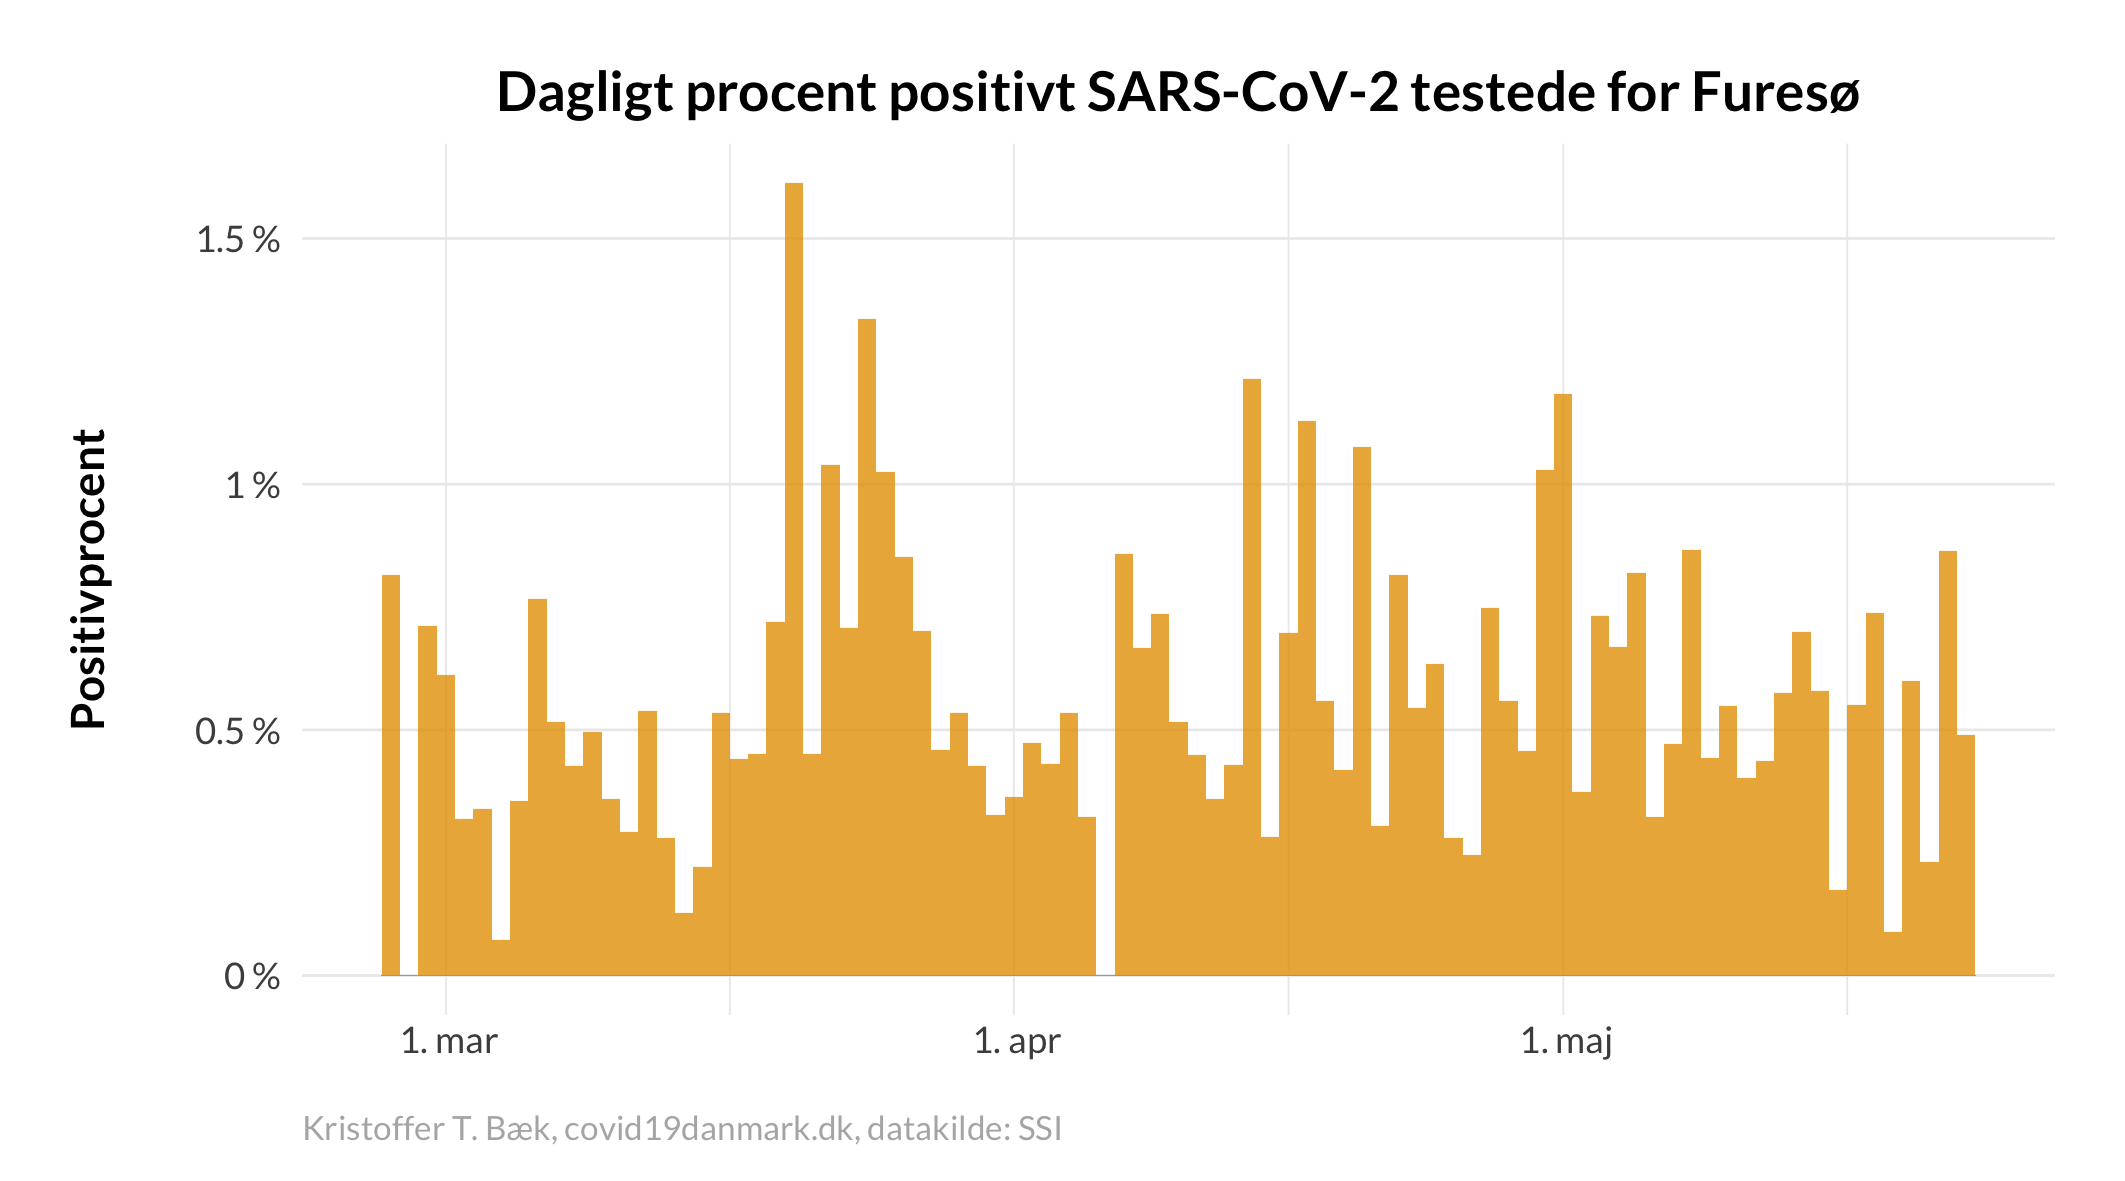 Dagligt procent positivt SARS-CoV-2 testede for Furesø
Positivprocent
1.5 %
1 %
0.5 %
0 %
1. mar
1. apr
1. maj
Kristoffer T. Bæk, covid19danmark.dk, datakilde: SSI